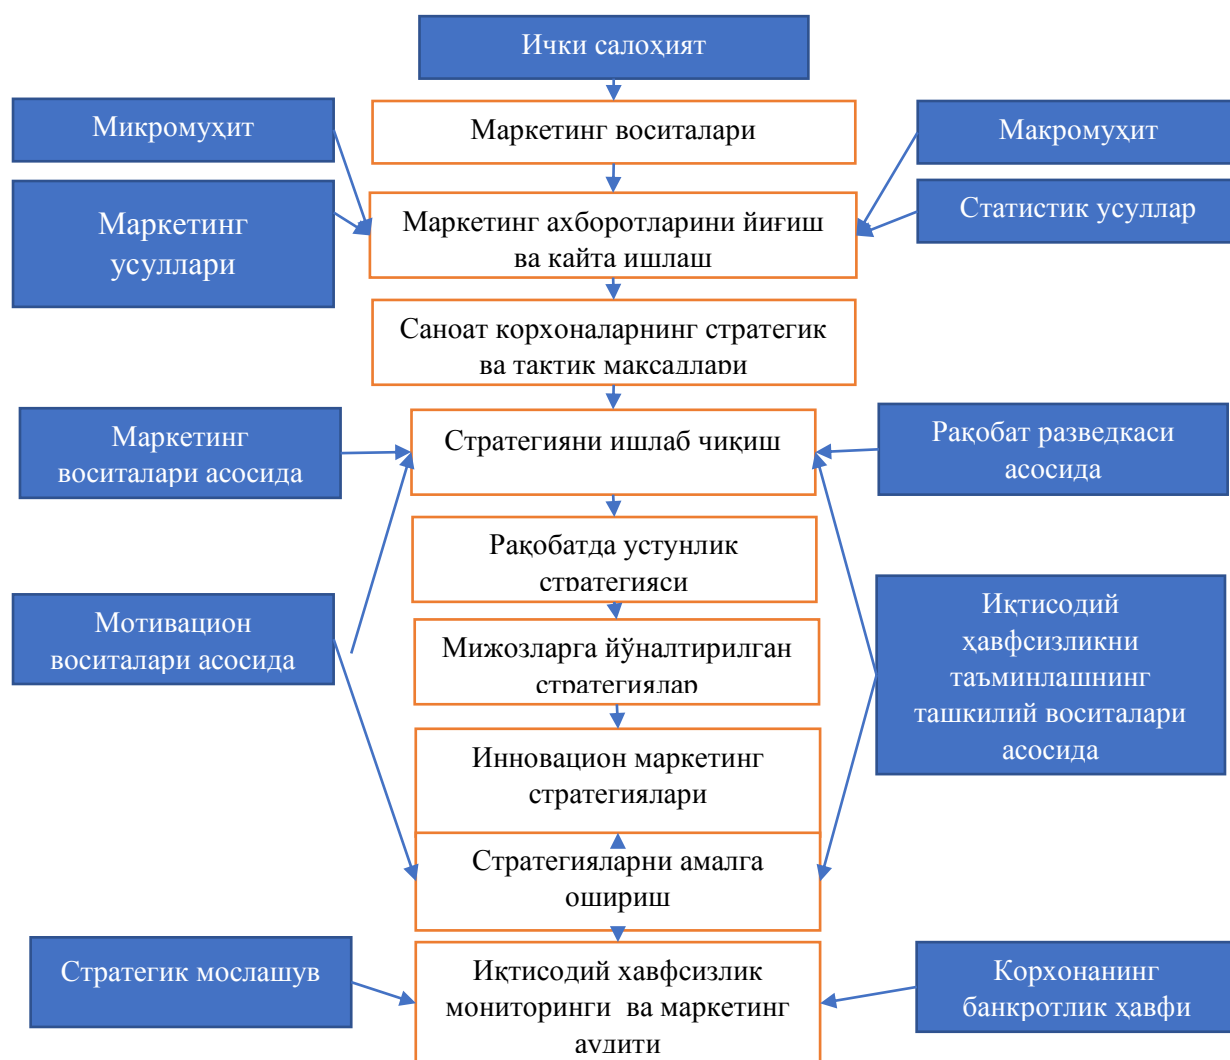 Ички салоҳият
Микромуҳит
Маркетинг воситалари
Макромуҳит
Маркетинг
усуллари
Маркетинг ахборотларини йиғиш
ва кайта ишлаш
Статистик усуллар
Саноат корхоналарнинг стратегик
ва тактик мақсадлари
Маркетинг
воситалари асосида
Стратегияни ишлаб чиқиш
Рақобат разведкаси
асосида
Рақобатда устунлик
стратегияси
Мотивацион
воситалари асосида
Мижозларга йўналтирилган
стратегиялар
Иқтисодий
ҳавфсизликни
таъминлашнинг
ташкилий воситалари
асосида
Инновацион маркетинг
стратегиялари
Стратегияларни амалга
ошириш
Стратегик мослашув
Иқтисодий хавфсизлик
мониторинги ва маркетинг
аудити
Корхонанинг
банкротлик ҳавфи